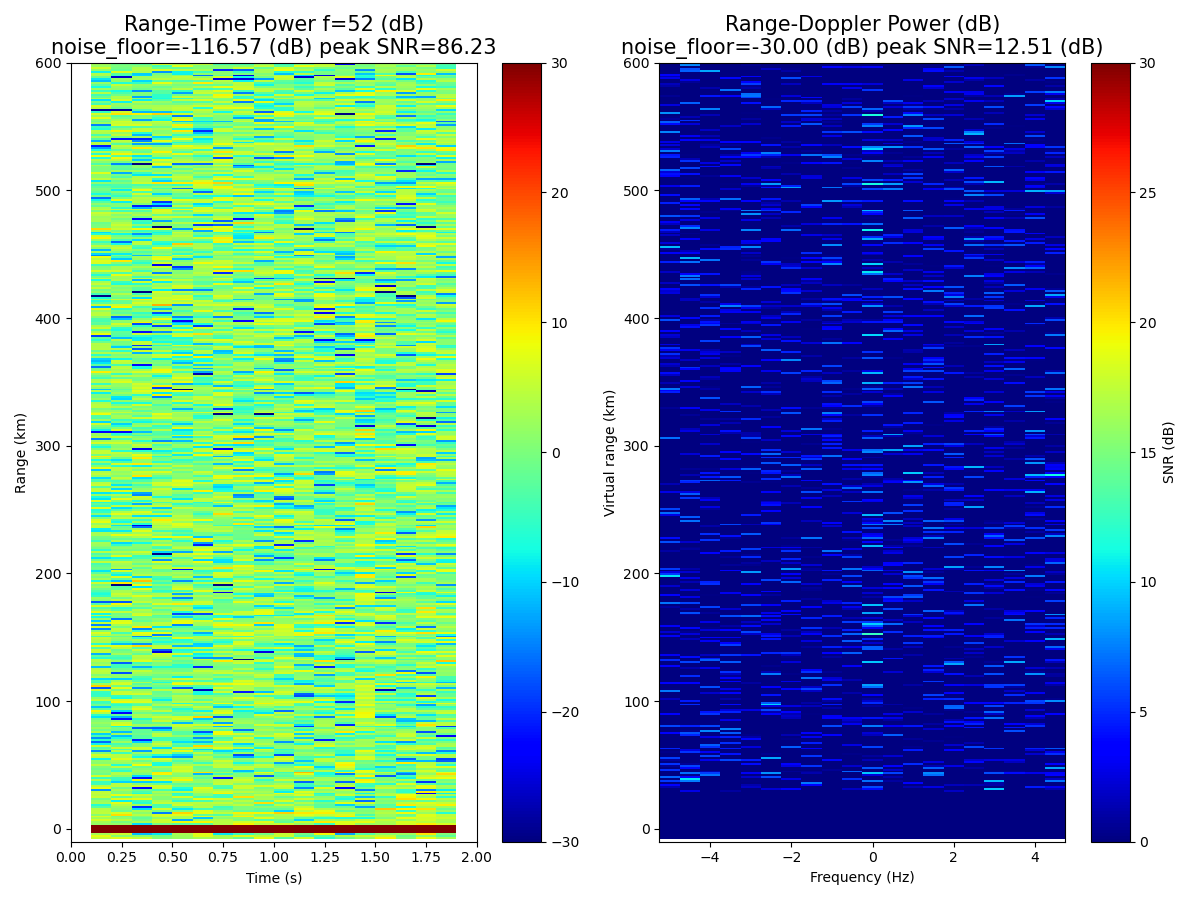 Range-Time Power f=52 (dB)
noise_floor=-116.57 (dB) peak SNR=86.23
600
500
400
300
200
100
0
Range (km)
0.00 0.25 0.50 0.75 1.00 1.25 1.50 1.75 2.00
Time (s)
30
20
10
0
−10
−20
−30
Range-Doppler Power (dB)
noise_floor=-30.00 (dB) peak SNR=12.51 (dB)
600
500
400
300
200
100
0
Virtual range (km)
−4 −2 0 2 4
Frequency (Hz)
30
25
20
15
10
5
0
SNR (dB)